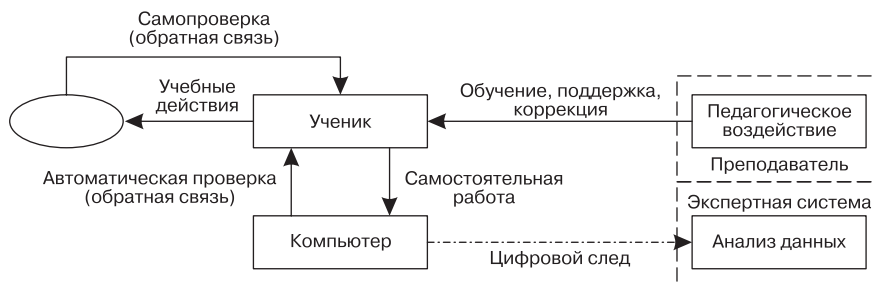 Самопроверка
(обратная связь)
Учебные
действия
Ученик
Обучение, поддержка,
коррекция
Педагогическое
воздействие
Преподаватель
Автоматическая проверка
(обратная связь)
Самостоятельная
работа
Экспертная система
Компьютер
Цифровой след
Анализ данных